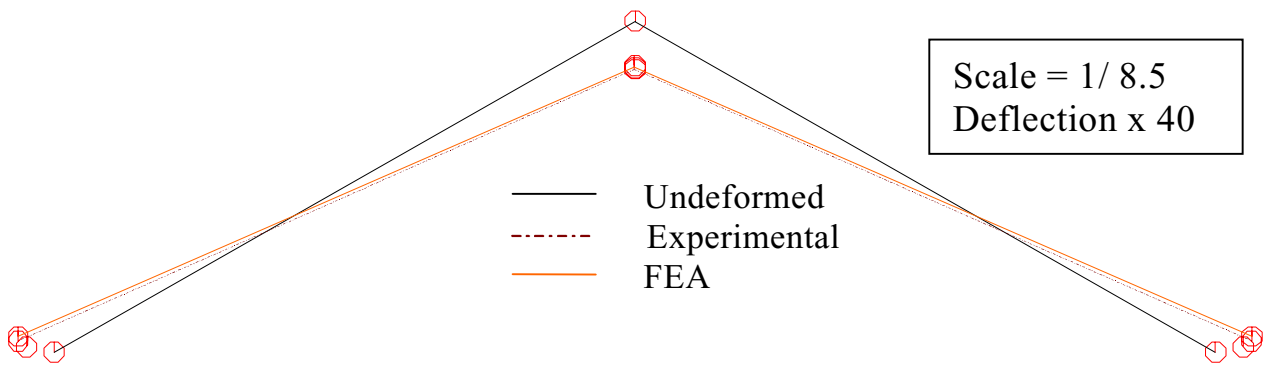 Scale = 1/ 8.5
Deflection x 40
Undeformed
Experimental
FEA